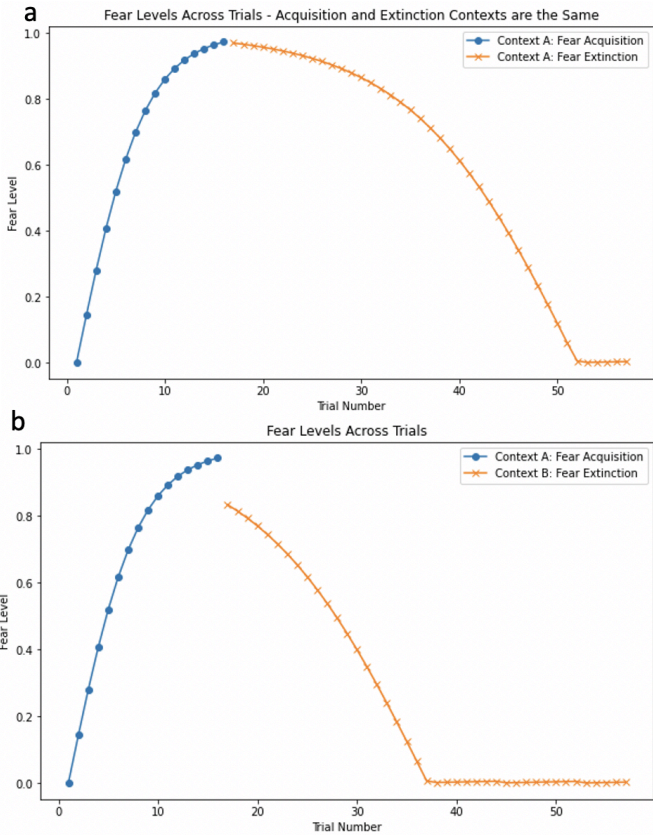 a
Fear Levels Across Trials - Acquisition and Extinction Contexts are the Same
1.0
Context A: Fear Acquisition
Context A: Fear Extinction
0.8
0.6
Fear Level
0.4
0.2
0.0
0 10 20 30 40 50
Trial Number
b
Fear Levels Across Trials
1.0
Context A: Fear Acquisition
Context B: Fear Extinction
0.8
0.6
Fear Level
0.4
0.2
0.0
0 10 20 30 40 50
Trial Number